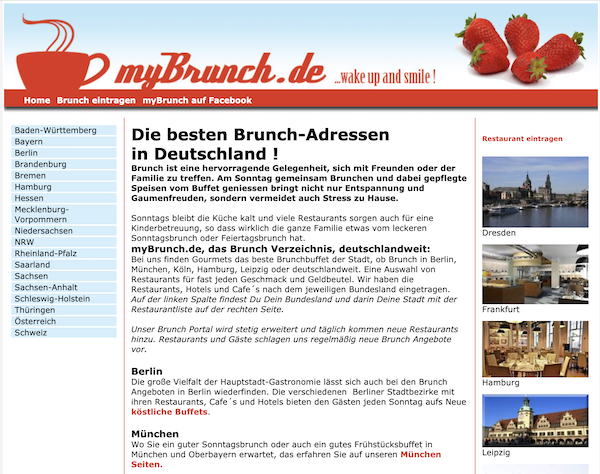 myBrunch.de ...wake up and smile !
Home Brunch eintragen myBrunch auf Facebook
Baden-Württemberg
Bayern
Berlin
Brandenburg
Bremen
Hamburg
Hessen
Mecklenburg-
Vorpommern
Niedersachsen
NRW
Rheinland-Pfalz
Saarland
Sachsen
Sachsen-Anhalt
Schleswig-Holstein
Thüringen
Österreich
Schweiz
Die besten Brunch-Adressen
in Deutschland !
Brunch ist eine hervorragende Gelegenheit, sich mit Freunden oder der
Familie zu treffen. Am Sonntag gemeinsam Brunchen und dabei gepflegte
Speisen vom Buffet geniessen bringt nicht nur Entspannung und
Gaumenfreuden, sondern vermeidet auch Stress zu Hause.
Sonntags bleibt die Küche kalt und viele Restaurants sorgen auch für eine
Kinderbetreuung, so dass wirklich die ganze Familie etwas vom leckeren
Sonntagsbrunch oder Feiertagsbrunch hat.
myBrunch.de, das Brunch Verzeichnis, deutschlandweit:
Bei uns finden Gourmets das beste Brunchbuffet der Stadt, ob Brunch in Berlin,
München, Köln, Hamburg, Leipzig oder deutschlandweit. Eine Auswahl von
Restaurants für fast jeden Geschmack und Geldbeutel. Wir haben die
Restaurants, Hotels und Cafe´s nach dem jeweiligen Bundesland eingetragen.
Auf der linken Spalte findest Du Dein Bundesland und darin Deine Stadt mit der
Restaurantliste auf der rechten Seite.
Unser Brunch Portal wird stetig erweitert und täglich kommen neue Restaurants
hinzu. Restaurants und Gäste schlagen uns regelmäßig neue Brunch Angebote
vor.
Berlin
Die große Vielfalt der Hauptstadt-Gastronomie lässt sich auch bei den Brunch
Angeboten in Berlin wiederfinden. Die verschiedenen Berliner Stadtbezirke mit
ihren Restaurants, Cafe´s und Hotels bieten den Gästen jeden Sonntag aufs Neue
köstliche Buffets.
München
Wo Sie ein guter Sonntagsbrunch oder auch ein gutes Frühstücksbuffet in
München und Oberbayern erwartet, das erfahren Sie auf unseren München
Seiten.
Restaurant eintragen
Dresden
Frankfurt
Hamburg
Leipzig